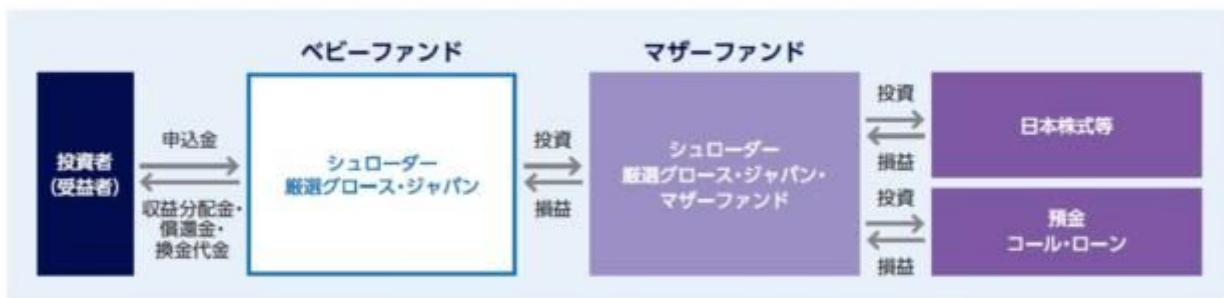 ベビーファンド
マザーファンド
投資者
(受益者)
申込金
収益分配金・
償還金・
換金代金
シュローダー
厳選グロース・ジャパン
投資
損益
シュローダー
厳選グロース・ジャパン・
マザーファンド
投資
損益
日本株式等
投資
損益
預金
コール・ローン